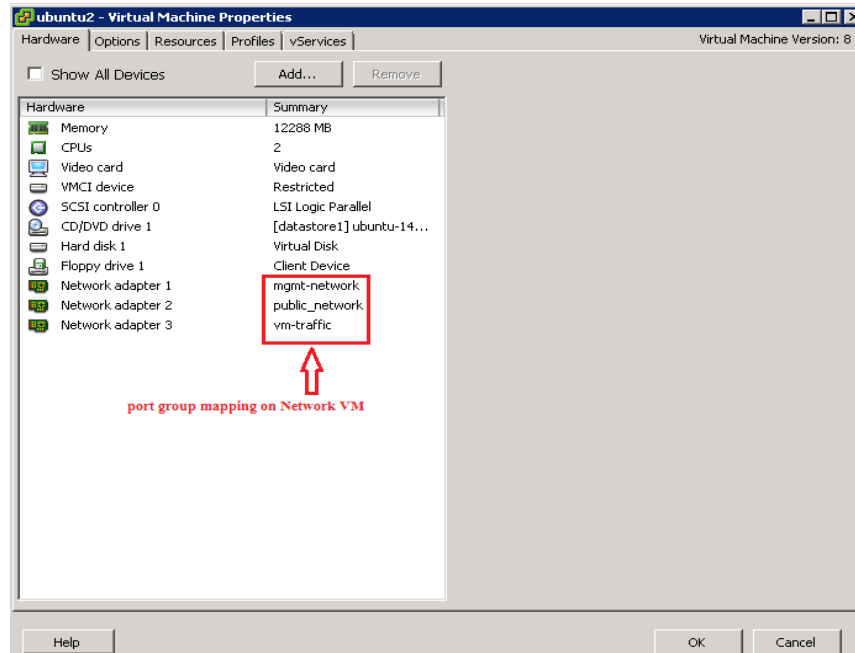 ubuntu2 - Virtual Machine Properties
Hardware Options Resources Profiles vServices Virtual Machine Version: 8
Show All Devices Add... Remove
Hardware Summary
Memory 12288 MB
CPUs 2
Video card Video card
VMCI device Restricted
SCSI controller 0 LSI Logic Parallel
CD/DVD drive 1 [datastore1] ubuntu-14...
Hard disk 1 Virtual Disk
Floppy drive 1 Client Device
Network adapter 1 mgmt-network
Network adapter 2 public_network
Network adapter 3 vm-traffic
port group mapping on Network VM
Help OK Cancel